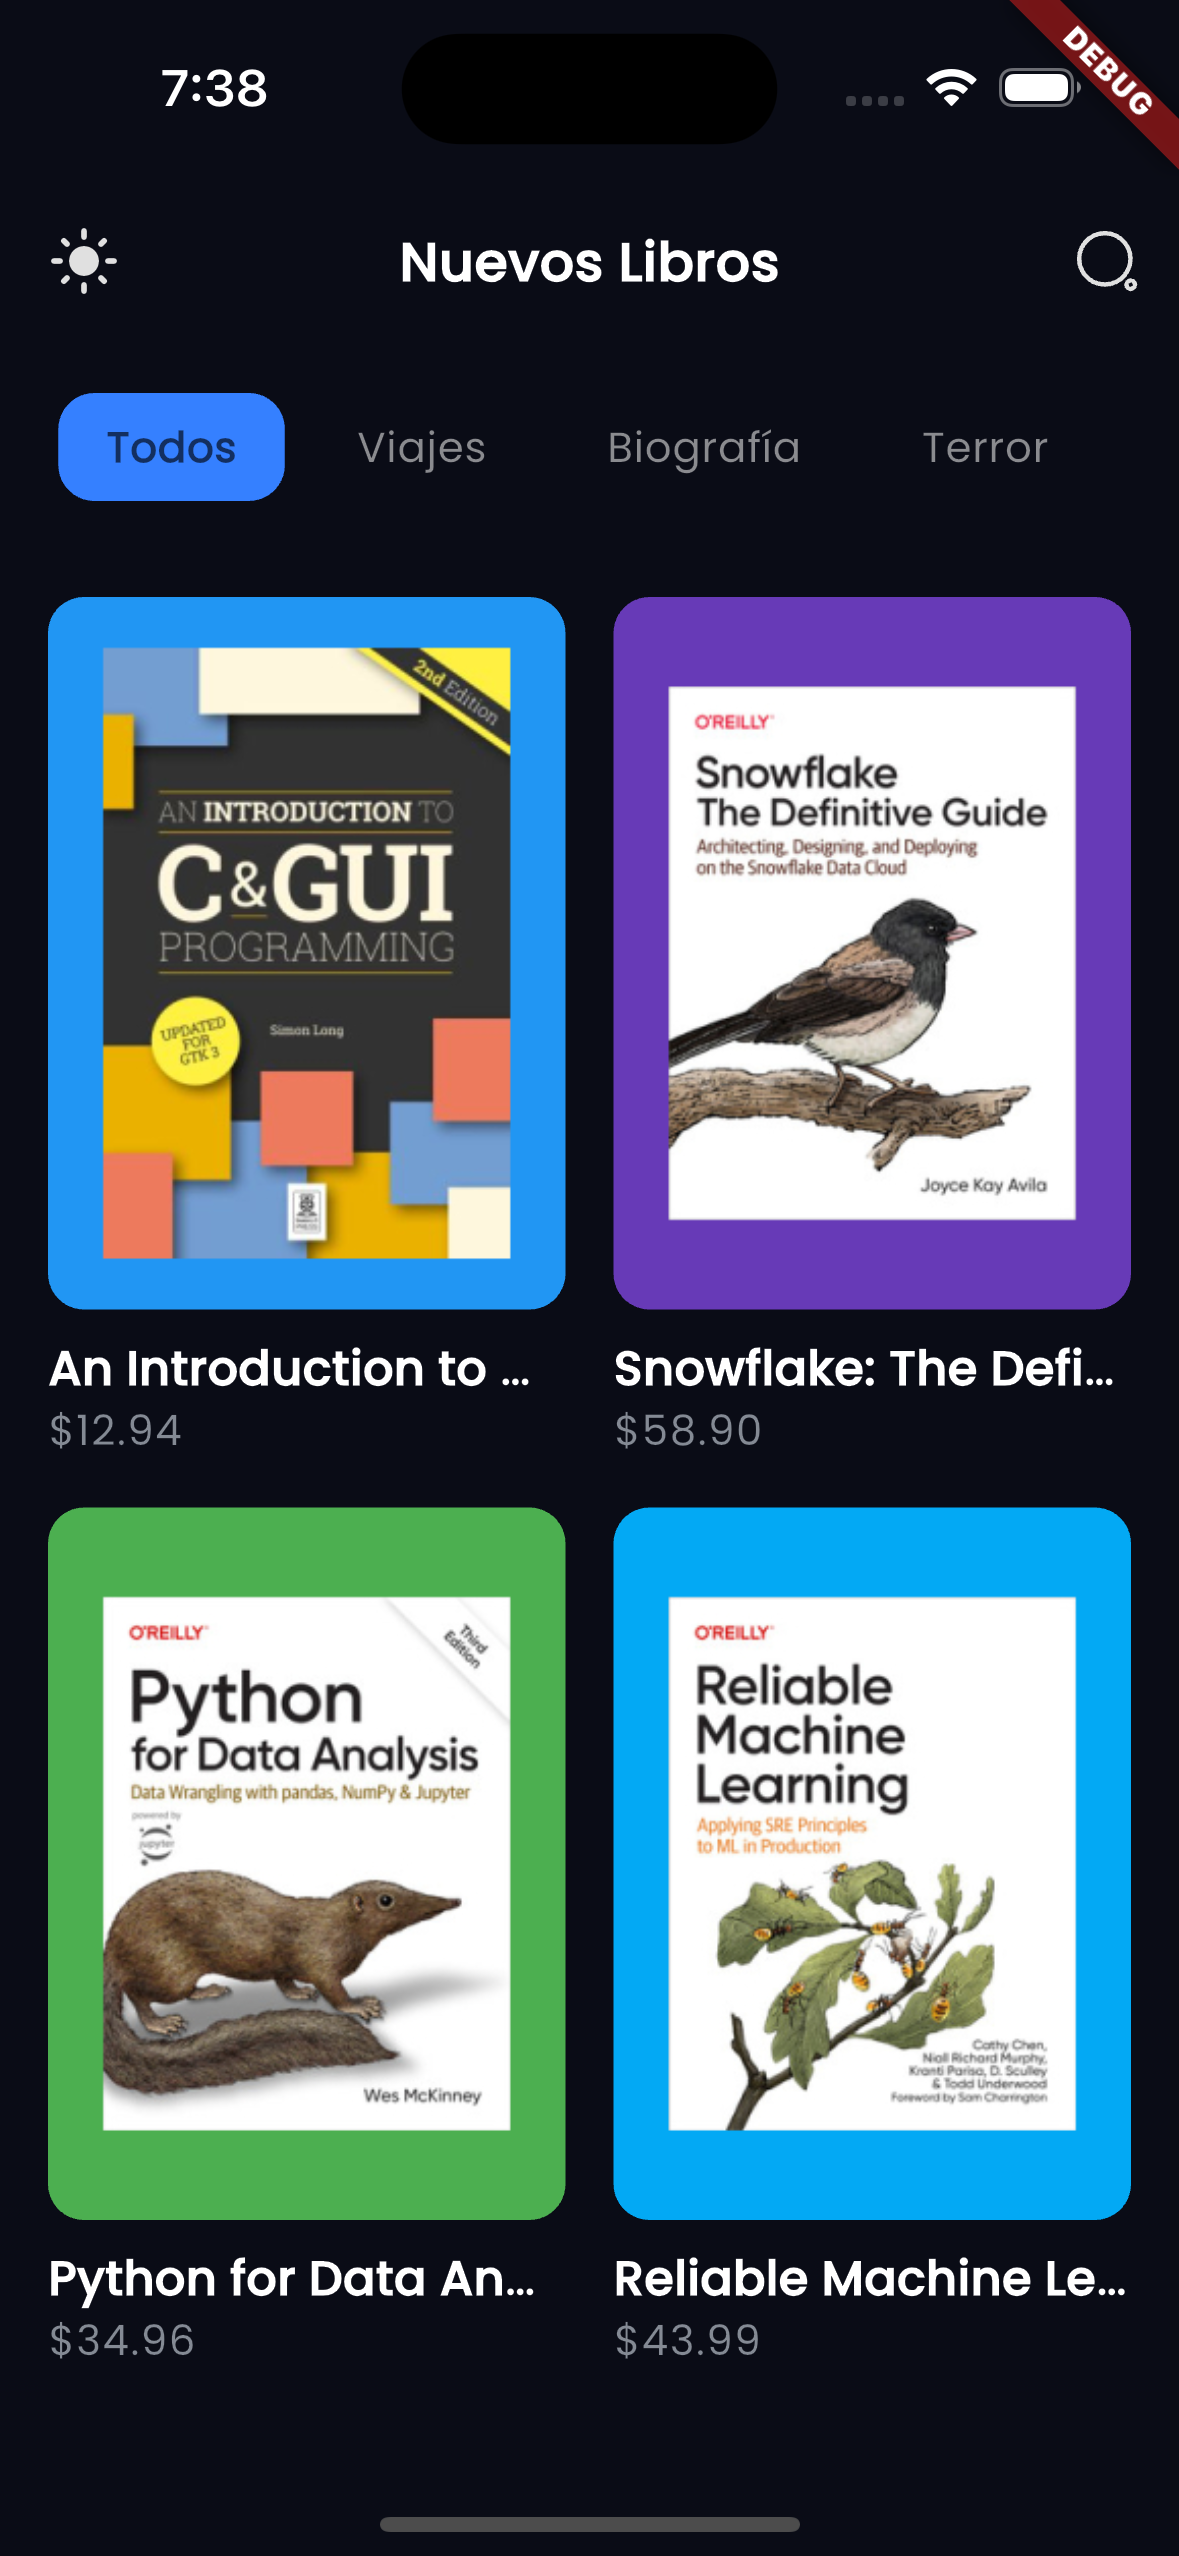 7:38
DEBUG
Nuevos Libros
Todos Viajes Biografía Terror
2nd Edition
AN INTRODUCTION TO
C & GUI
PROGRAMMING
UPDATED
FOR
GTK 3
Simon Long
O'REILLY
Snowflake
The Definitive Guide
Architecting, Designing, and Deploying
on the Snowflake Data Cloud
Joyce Kay Avila
An Introduction to ...
$12.94
Snowflake: The Defi...
$58.90
O'REILLY
Third
Edition
Python
for Data Analysis
Data Wrangling with pandas, NumPy & Jupyter
powered by
jupyter
Wes McKinney
O'REILLY
Reliable
Machine
Learning
Applying SRE Principles
to ML in Production
Cathy Chen,
Niall Richard Murphy,
Kranti Parisa, D. Sculley
& Todd Underwood
Foreword by Sam Charrington
Python for Data An...
$34.96
Reliable Machine Le...
$43.99